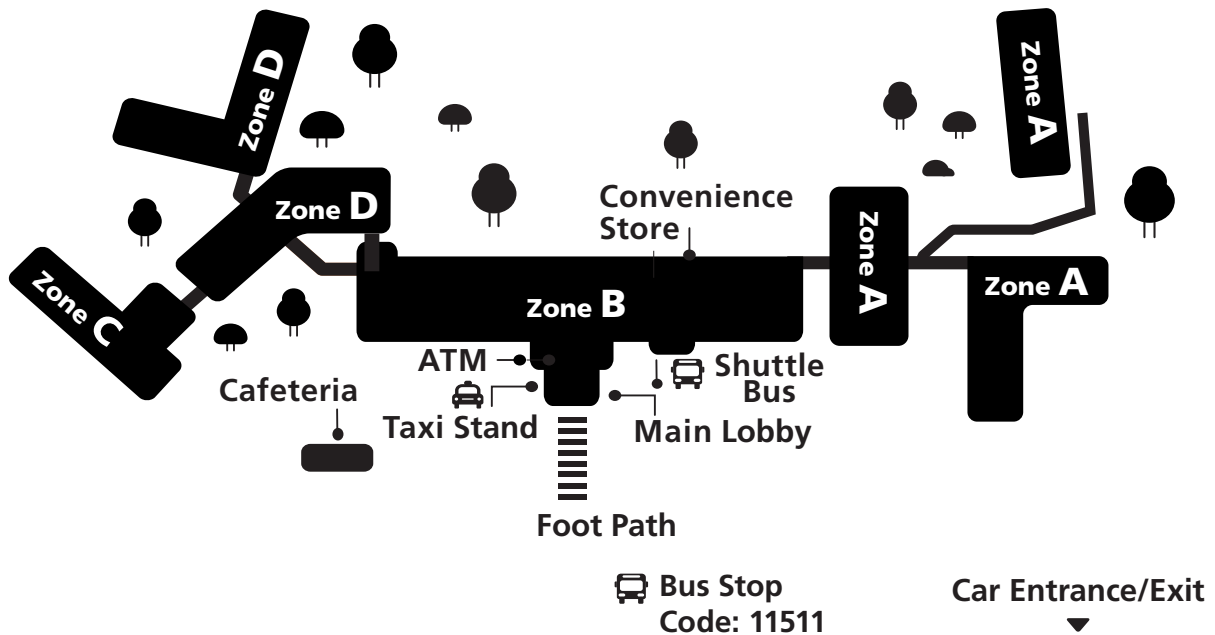 Zone D
Zone A
Convenience
Store
Zone D
Zone A
Zone C
Zone B
Zone A
ATM
Shuttle
Bus
Cafeteria
Taxi Stand
Main Lobby
Foot Path
Bus Stop
Code: 11511
Car Entrance/Exit